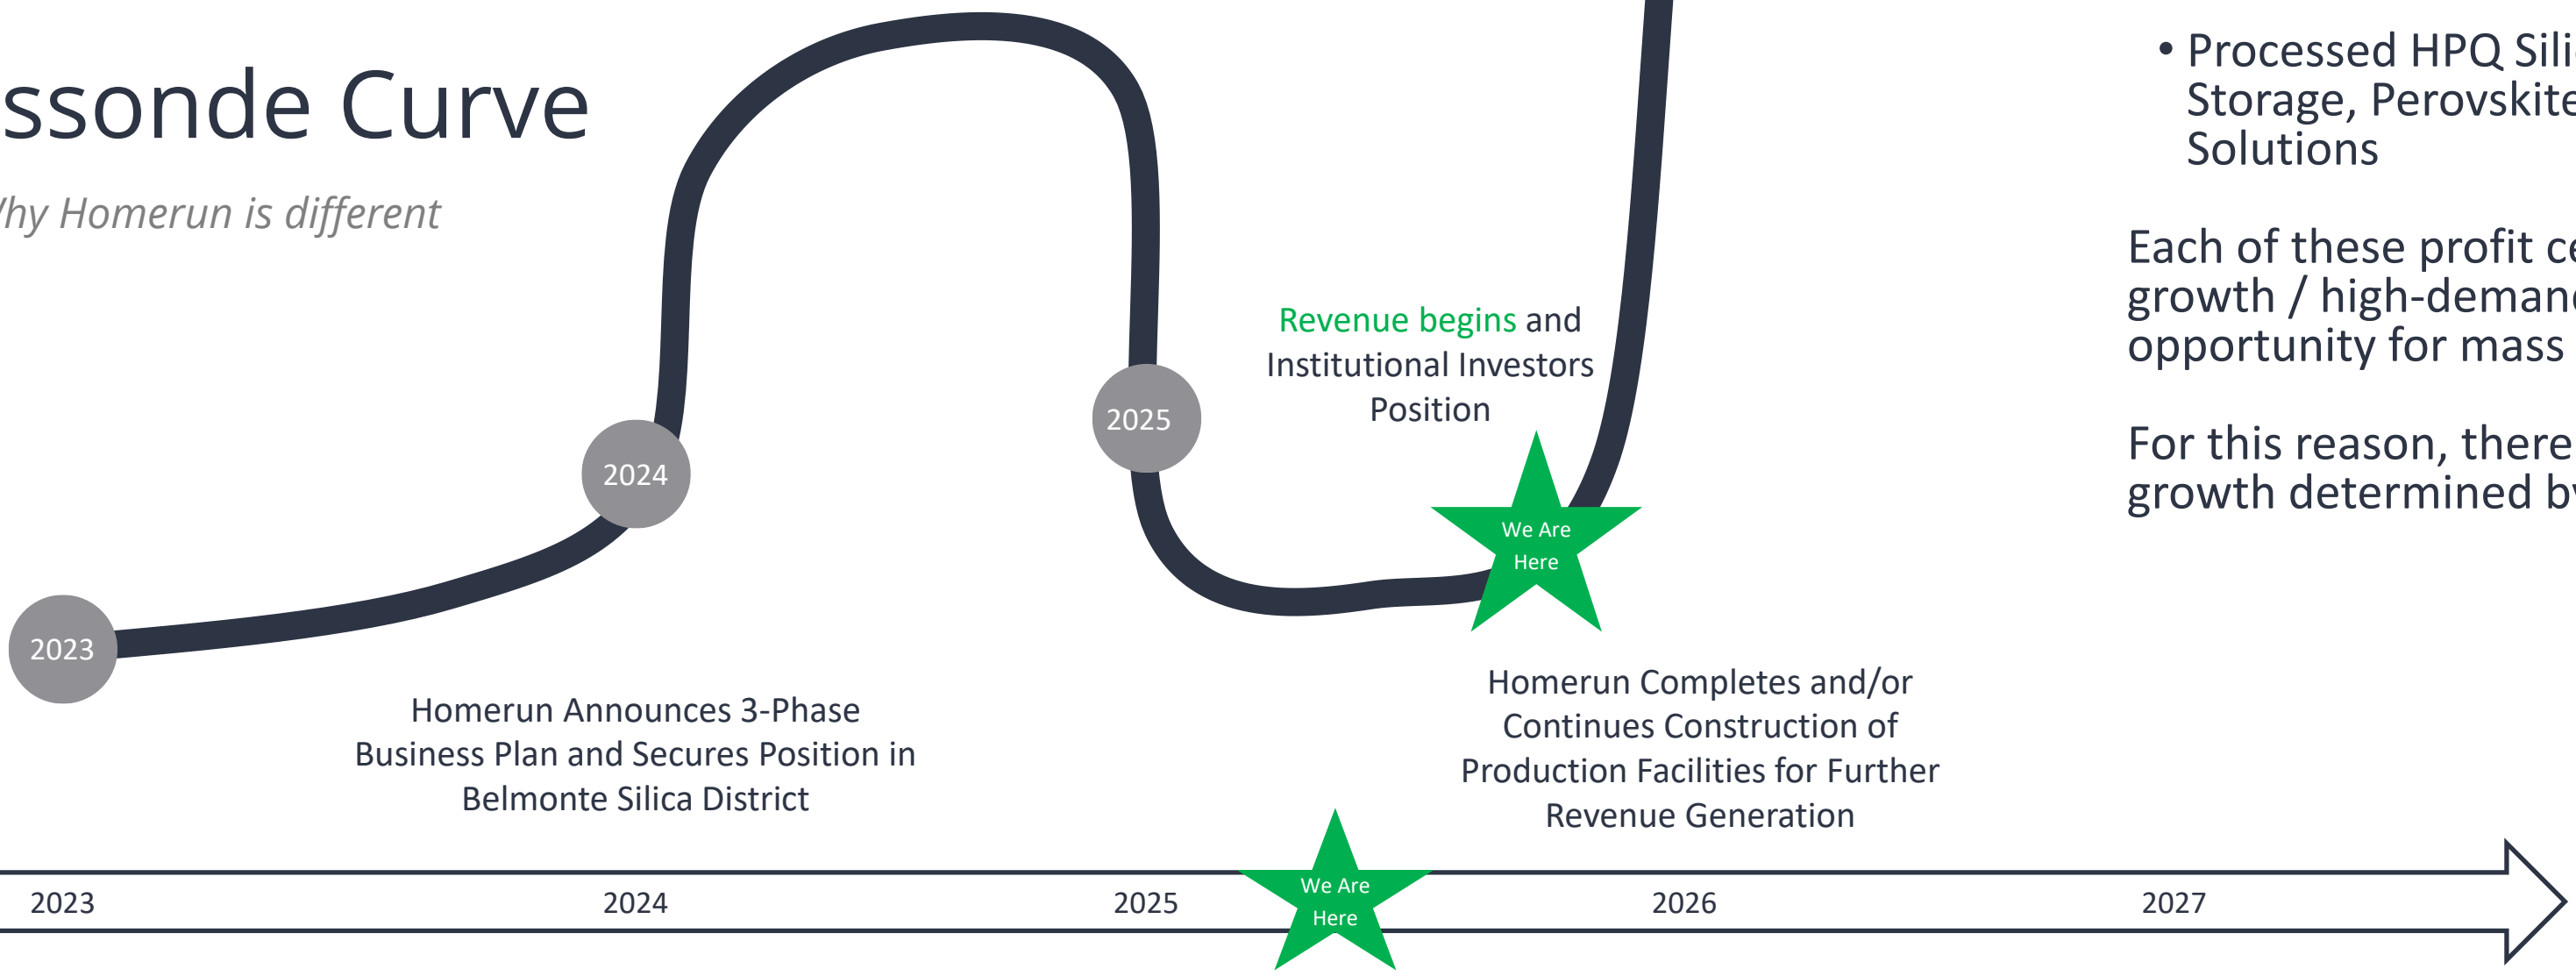 ssonde Curve
Why Homerun is different
2023
2024
2025
Revenue begins and
Institutional Investors
Position
We Are
Here
Homerun Announces 3-Phase
Business Plan and Secures Position in
Belmonte Silica District
Homerun Completes and/or
Continues Construction of
Production Facilities for Further
Revenue Generation
2023
2024
2025
We Are
Here
2026
2027
• Processed HPQ Sili
Storage, Perovskite
Solutions
Each of these profit ce
growth / high-deman
opportunity for mass
For this reason, there
growth determined by